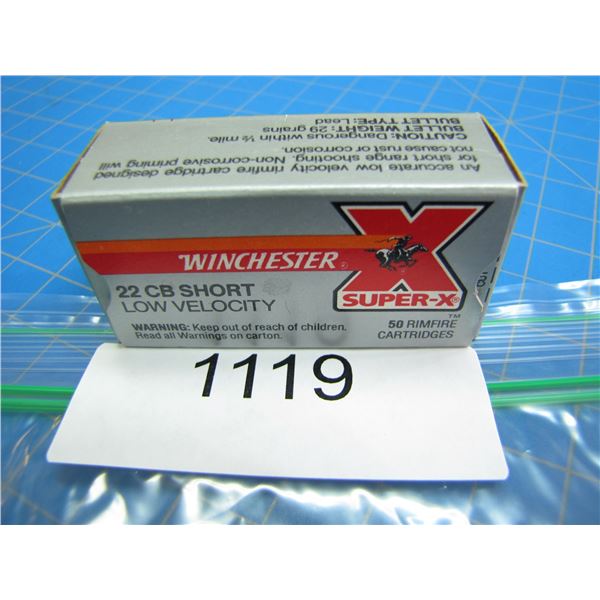 An accurate low velocity rimfire cartridge designed
for short range shooting. Non-corrosive priming will
not cause rust or corrosion.
CAUTION: Dangerous within ½ mile.
BULLET WEIGHT: 29 grains
BULLET TYPE: Lead
WINCHESTER®
X
SUPER-X®
22 CB SHORT
LOW VELOCITY
WARNING: Keep out of reach of children.
Read all Warnings on carton.
50 RIMFIRE
CARTRIDGES
TM
1119